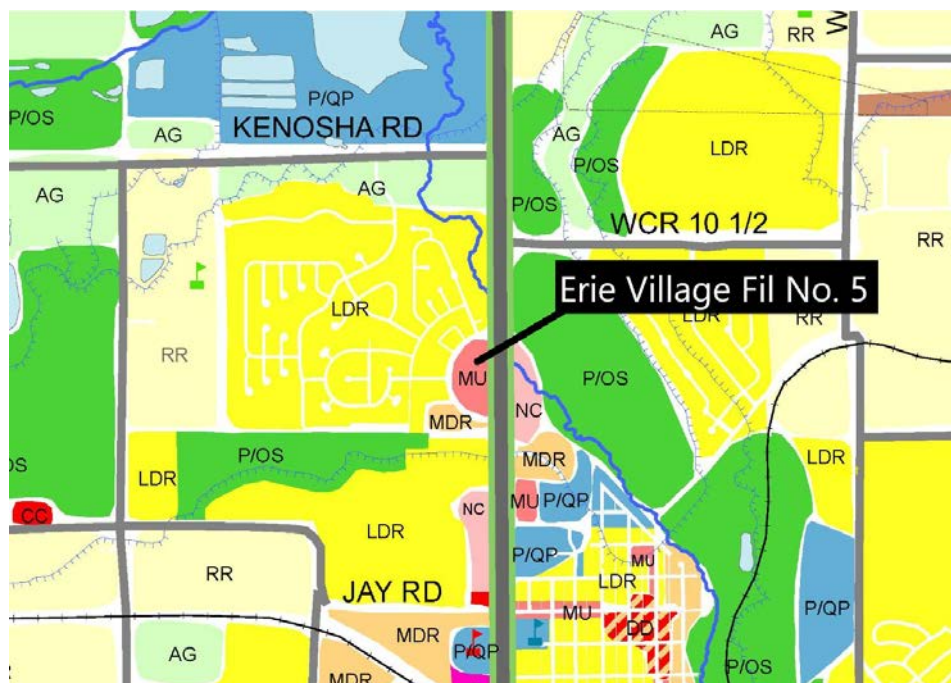 AG
RR
W
P/QP
P/OS
AG
KENOSHA RD
AG
LDR
AG
AG
P/OS
P/OS
WCR 10 1/2
RR
Erie Village Fil No. 5
LDR
LDR
RR
RR
P/OS
MU
NC
MDR
MDR
P/OS
OS
LDR
LDR
MU
P/QP
NC
CC
LDR
P/QP
MU
RR
LDR
JAY RD
MU
P/QP
MDR
DD
AG
P/QP
P/OS
MDR